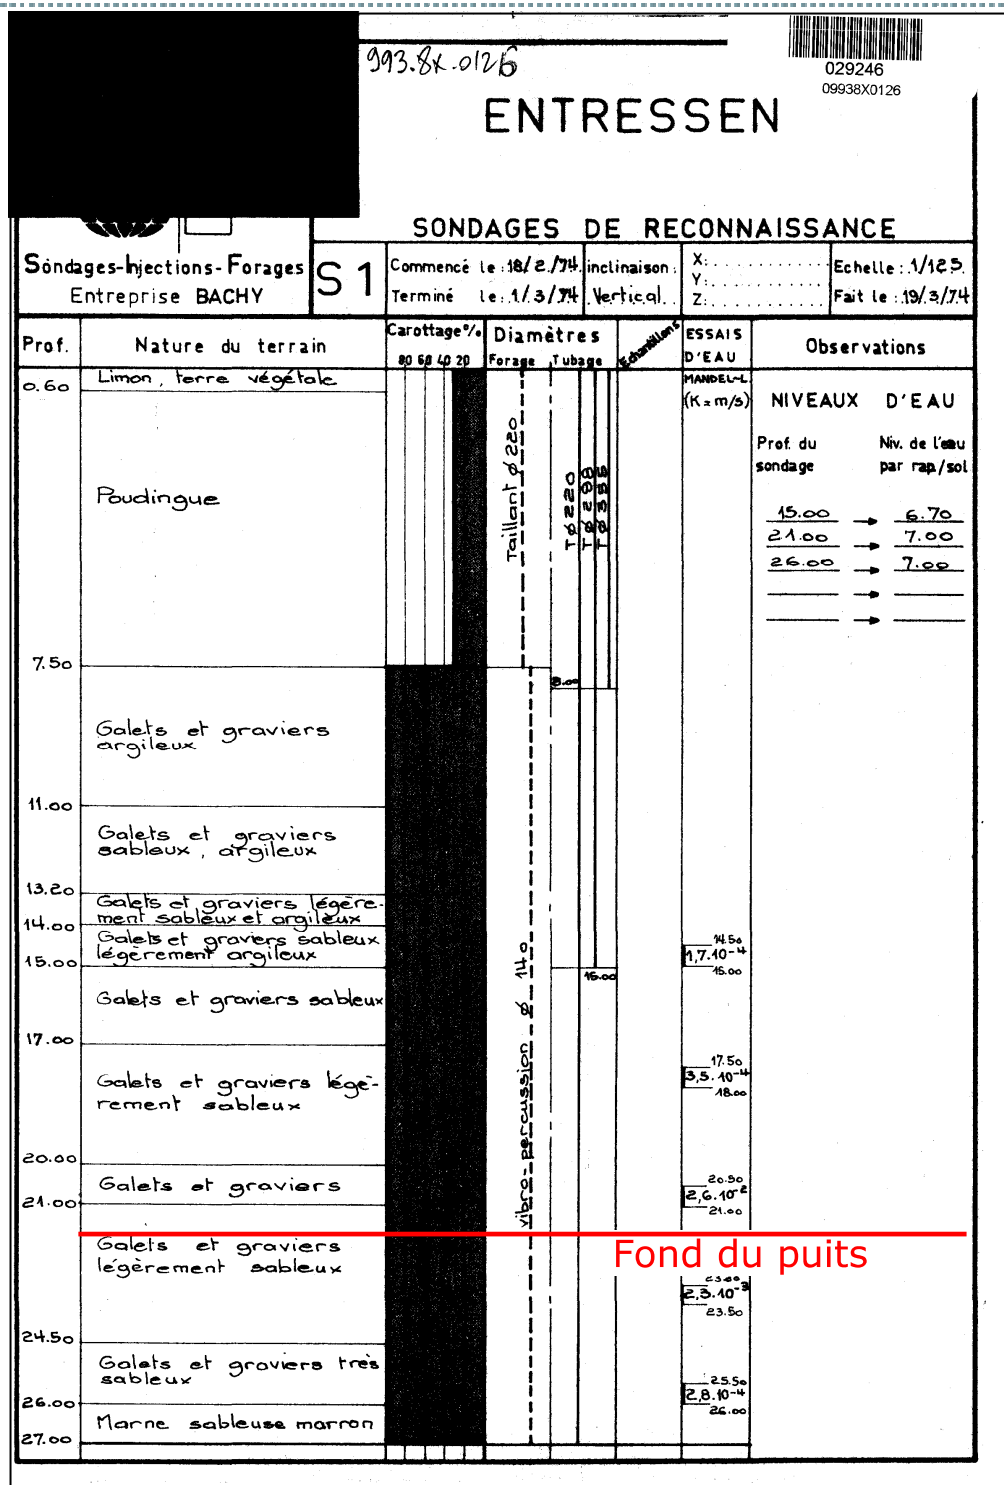 993.8X.0126
029246
09938X0126
ENTRESSEN
SONDAGES DE RECONNAISSANCE
Sondages-Injections-Forages
Entreprise BACHY
S1
Commencé le : 18/2/74
Terminé le : 1/3/74
inclinaison :
Vertical
X:
Y:
Z:
Echelle : 1/125
Fait le : 19/3/74
Prof.
Nature du terrain
Carottage %
80 60 40 20
Diamètres
Forage Tubage
Echantillons
ESSAIS
D'EAU
Observations
MANDEL-L
(K=m/s)
NIVEAUX D'EAU
Prof. du
sondage
Niv. de l'eau
par rap/sol
15.00 → 6.70
21.00 → 7.00
26.00 → 7.00
0.60
Limon, terre végétale
Poudingue
Taillant ø 220
TØ 220
7.50
8.00
Galets et graviers
argileux
11.00
Galets et graviers
sableux, argileux
13.20
Galets et graviers légère-
ment sableux et argileux
14.00
Galets et graviers sableux
légèrement argileux
15.00
14.50
1,7.10-4
15.00
15.00
Galets et graviers sableux
17.00
vibro-percussion ø 140
Galets et graviers légè-
rement sableux
17.50
3,5.10-4
18.00
20.00
Galets et graviers
21.00
20.50
2,6.10-2
21.00
Fond du puits
Galets et graviers
légèrement sableux
23.00
2,3.10-3
23.50
24.50
Galets et graviers très
sableux
25.50
2,8.10-4
26.00
26.00
Marne sableuse marron
27.00